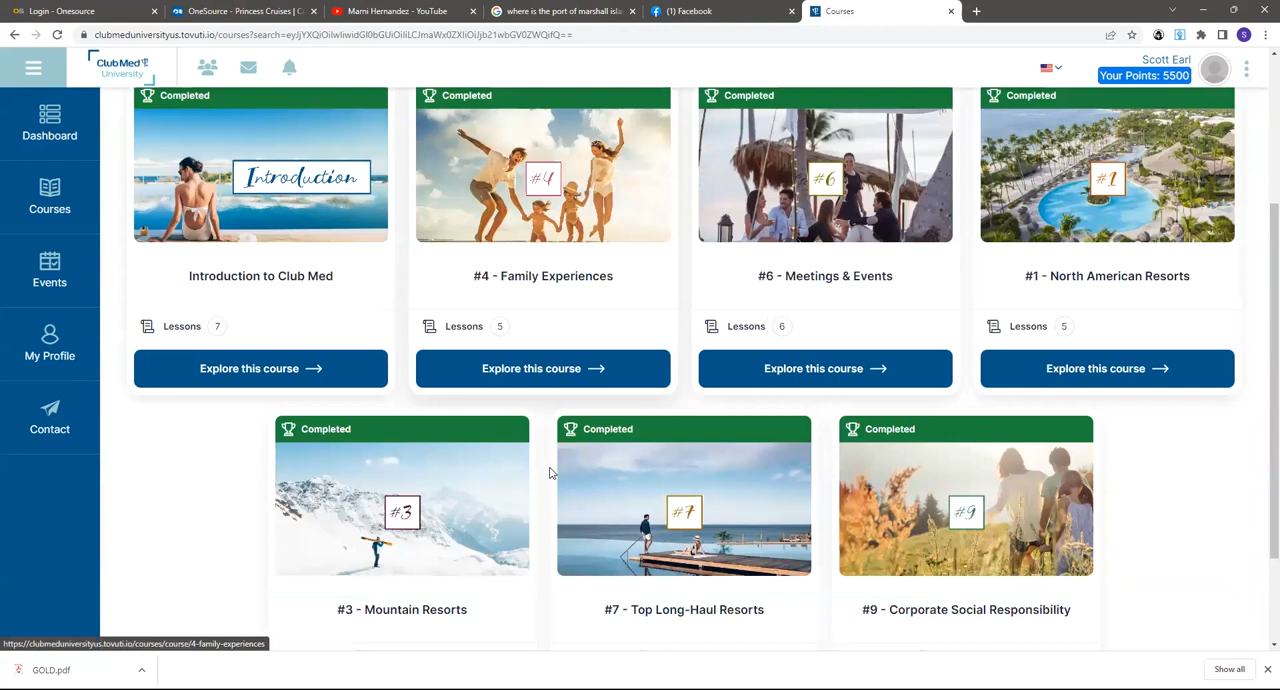 Login - Onesource
OneSource - Princess Cruises | C
Marni Hernandez - YouTube
where is the port of marshall isla
(1) Facebook
Courses
clubmeduniversityus.tovuti.io/courses?search=eyJjYXQiOiIwIiwidGl0bGUiOiIiLCJmaWx0ZXIiOiJjb21wbGV0ZWQifQ==
S
Club Med
University
Scott Earl
Your Points: 5500
Dashboard
Courses
Events
My Profile
Contact
Completed
Completed
Completed
Completed
Introduction
#4
#6
#1
Introduction to Club Med
#4 - Family Experiences
#6 - Meetings & Events
#1 - North American Resorts
Lessons 7
Lessons 5
Lessons 6
Lessons 5
Explore this course
Explore this course
Explore this course
Explore this course
Completed
Completed
Completed
#3
#7
#9
#3 - Mountain Resorts
#7 - Top Long-Haul Resorts
#9 - Corporate Social Responsibility
https://clubmeduniversityus.tovuti.io/courses/course/4-family-experiences
GOLD.pdf
Show all